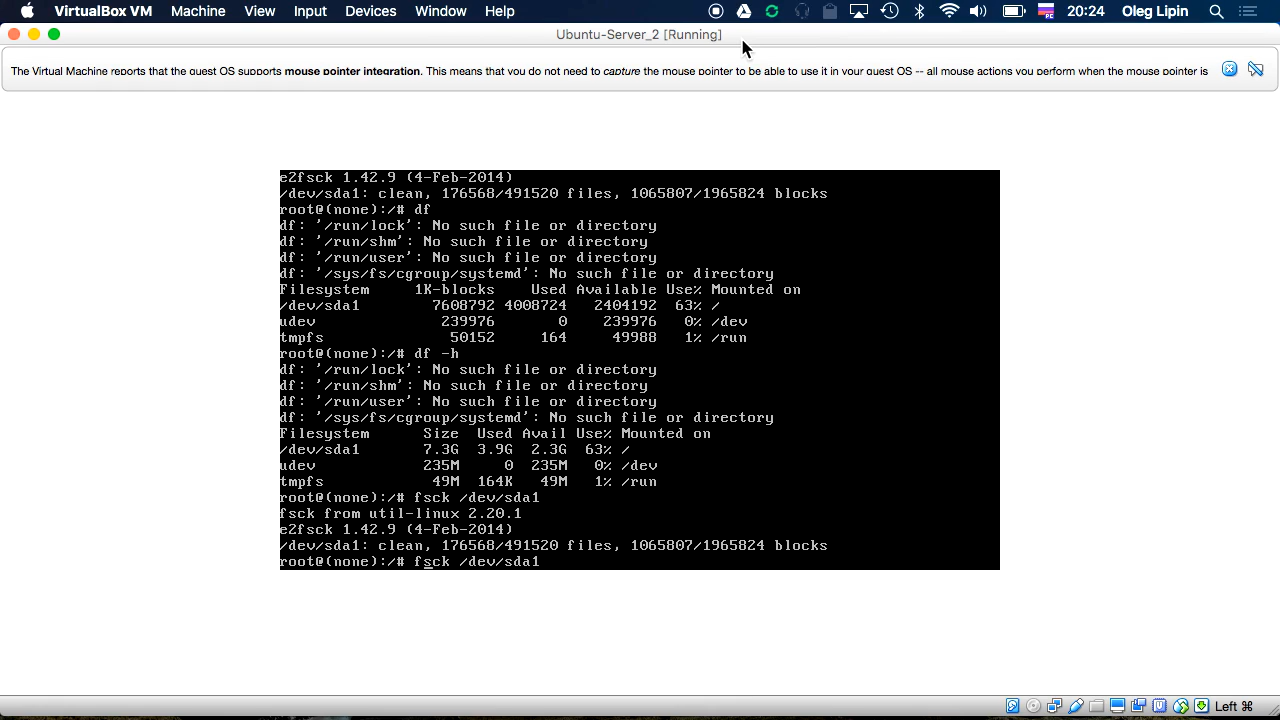 VirtualBox VM Machine View Input Devices Window Help 20:24 Oleg Lipin
Ubuntu-Server_2 [Running]
The Virtual Machine reports that the guest OS supports mouse pointer integration. This means that you do not need to capture the mouse pointer to be able to use it in your guest OS -- all mouse actions you perform when the mouse pointer is
e2fsck 1.42.9 (4-Feb-2014)
/dev/sda1: clean, 176568/491520 files, 1065807/1965824 blocks
root@(none):/# df
df: '/run/lock': No such file or directory
df: '/run/shm': No such file or directory
df: '/run/user': No such file or directory
df: '/sys/fs/cgroup/systemd': No such file or directory
Filesystem 1K-blocks Used Available Use% Mounted on
/dev/sda1 7608792 4008724 2404192 63% /
udev 239976 0 239976 0% /dev
tmpfs 50152 164 49988 1% /run
root@(none):/# df -h
df: '/run/lock': No such file or directory
df: '/run/shm': No such file or directory
df: '/run/user': No such file or directory
df: '/sys/fs/cgroup/systemd': No such file or directory
Filesystem Size Used Avail Use% Mounted on
/dev/sda1 7.3G 3.9G 2.3G 63% /
udev 235M 0 235M 0% /dev
tmpfs 49M 164K 49M 1% /run
root@(none):/# fsck /dev/sda1
fsck from util-linux 2.20.1
e2fsck 1.42.9 (4-Feb-2014)
/dev/sda1: clean, 176568/491520 files, 1065807/1965824 blocks
root@(none):/# fsck /dev/sda1
Left ⌘